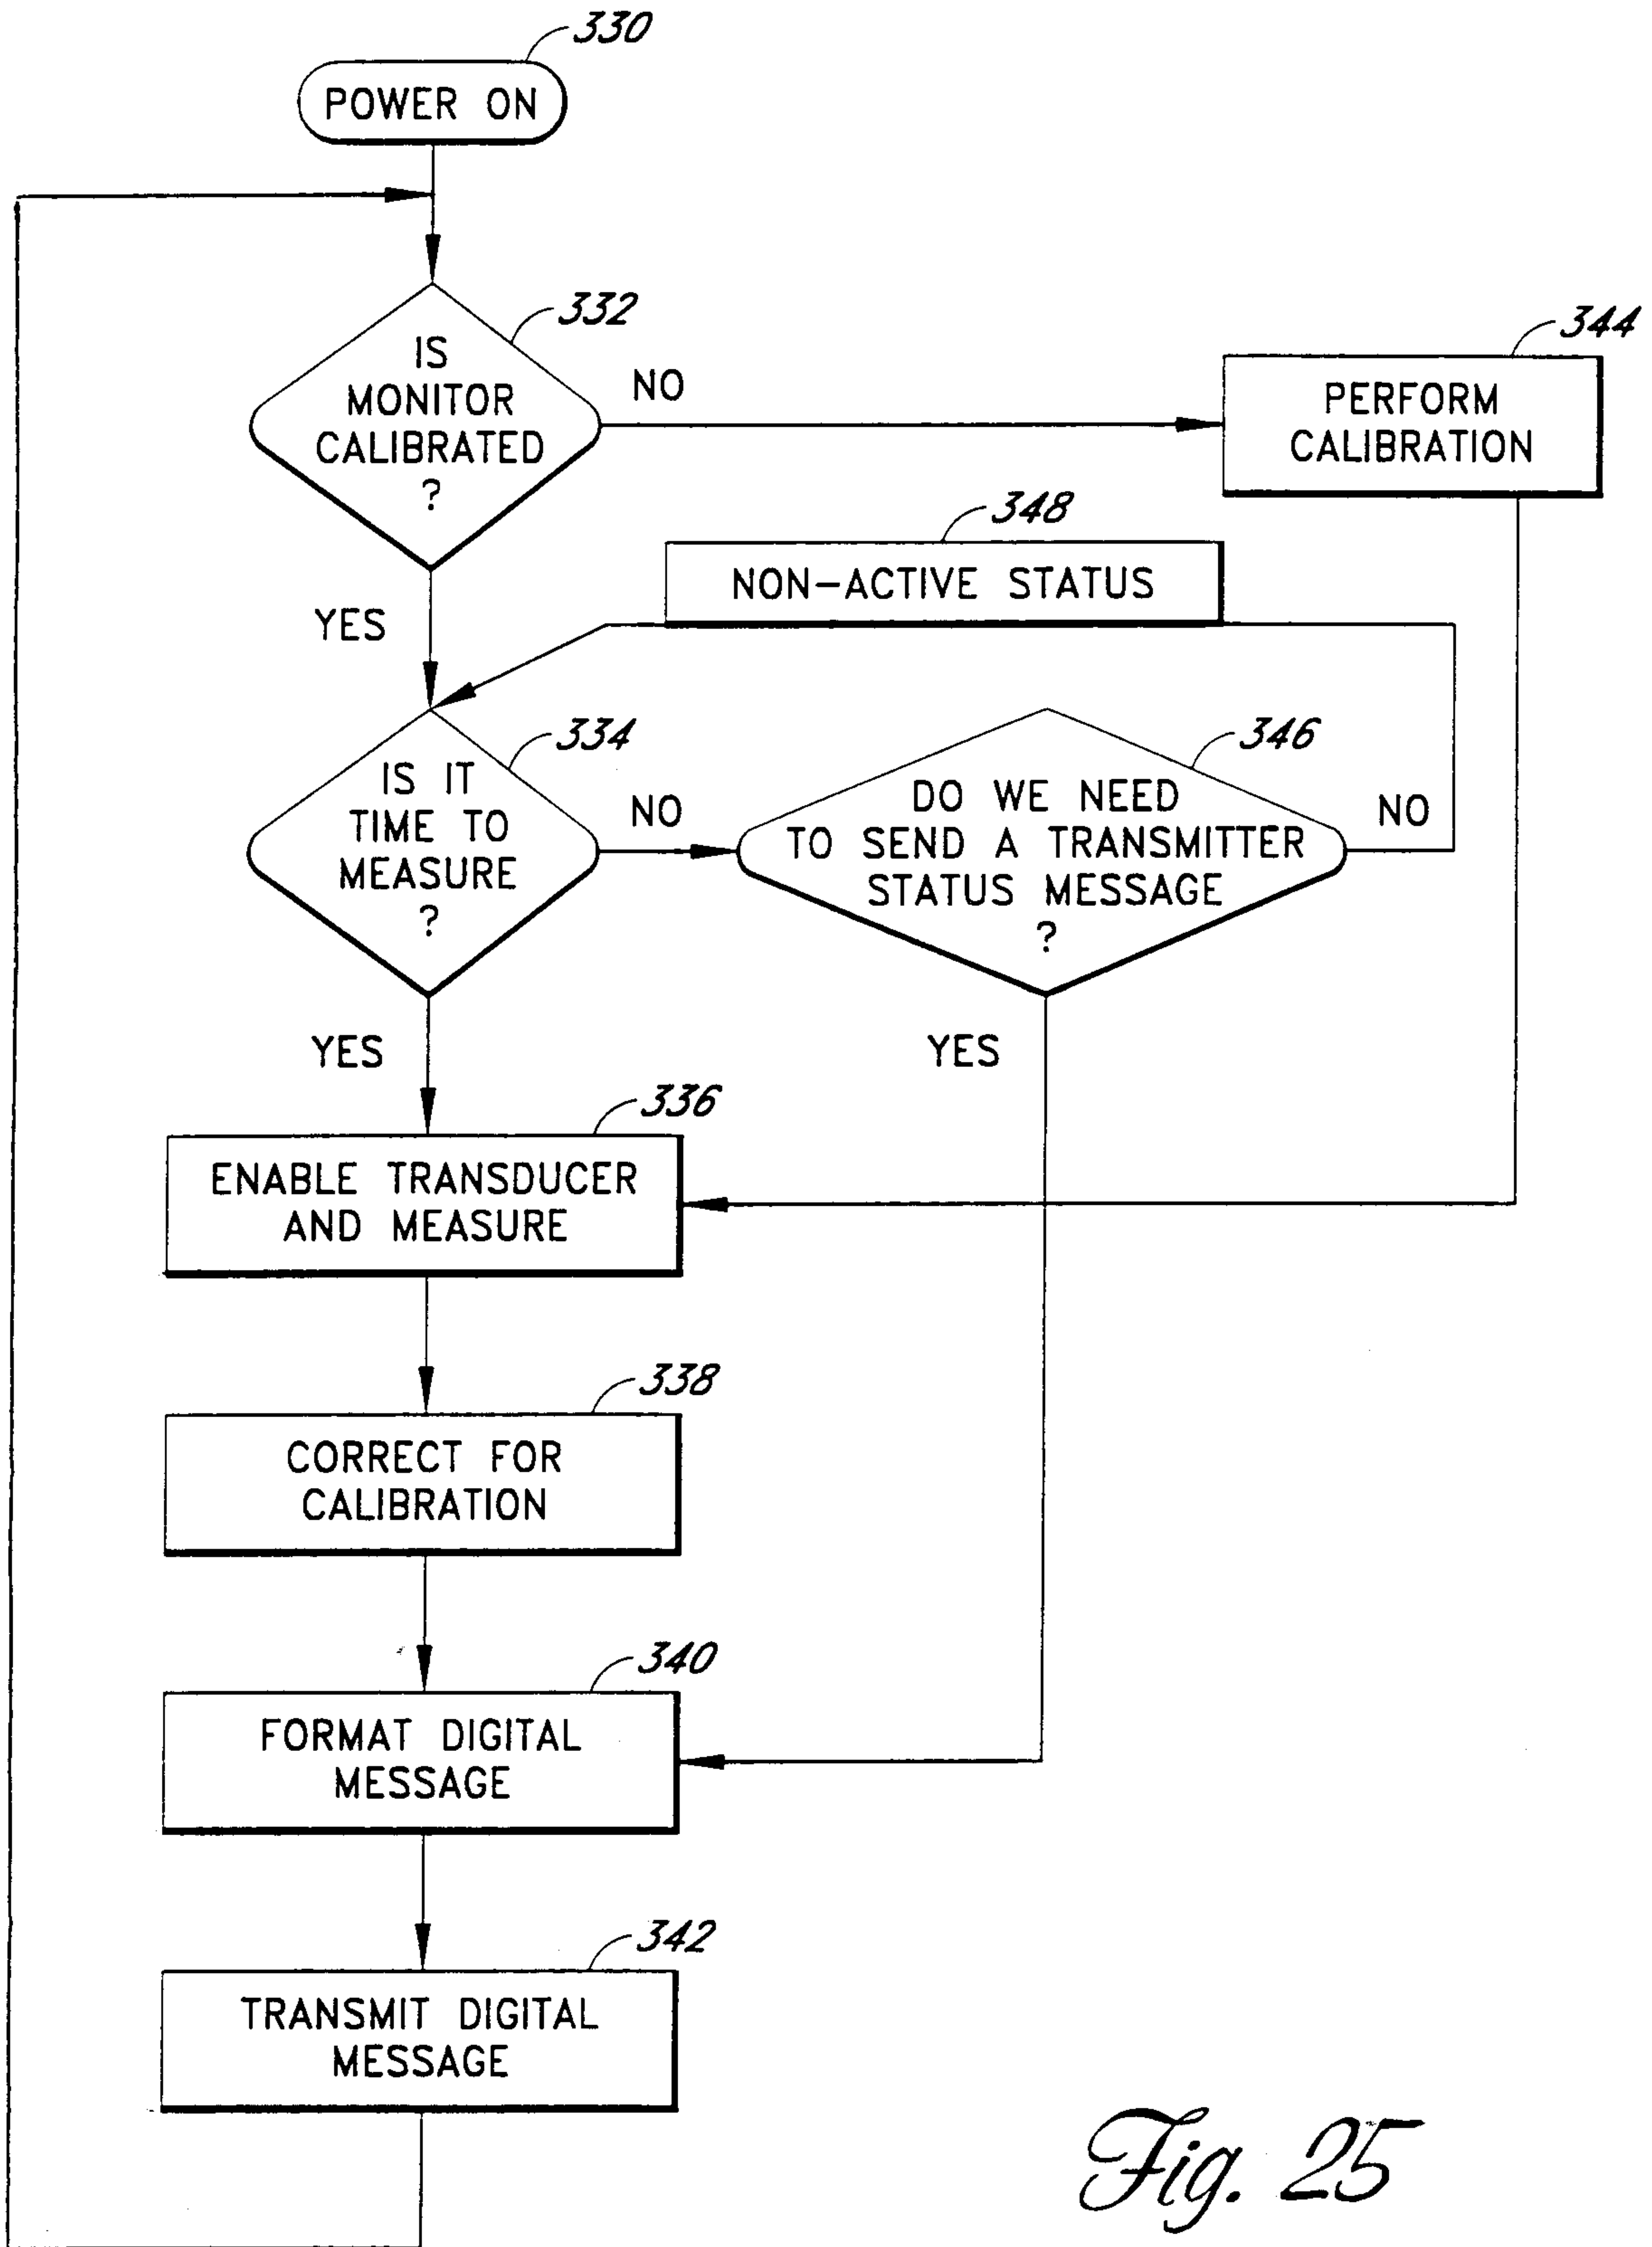 330
POWER ON
332
IS
MONITOR
CALIBRATED
?
NO
344
PERFORM
CALIBRATION
348
NON-ACTIVE STATUS
YES
334
IS IT
TIME TO
MEASURE
?
NO
346
DO WE NEED
TO SEND A TRANSMITTER
STATUS MESSAGE
?
NO
YES
YES
336
ENABLE TRANSDUCER
AND MEASURE
338
CORRECT FOR
CALIBRATION
340
FORMAT DIGITAL
MESSAGE
342
TRANSMIT DIGITAL
MESSAGE
Fig. 25